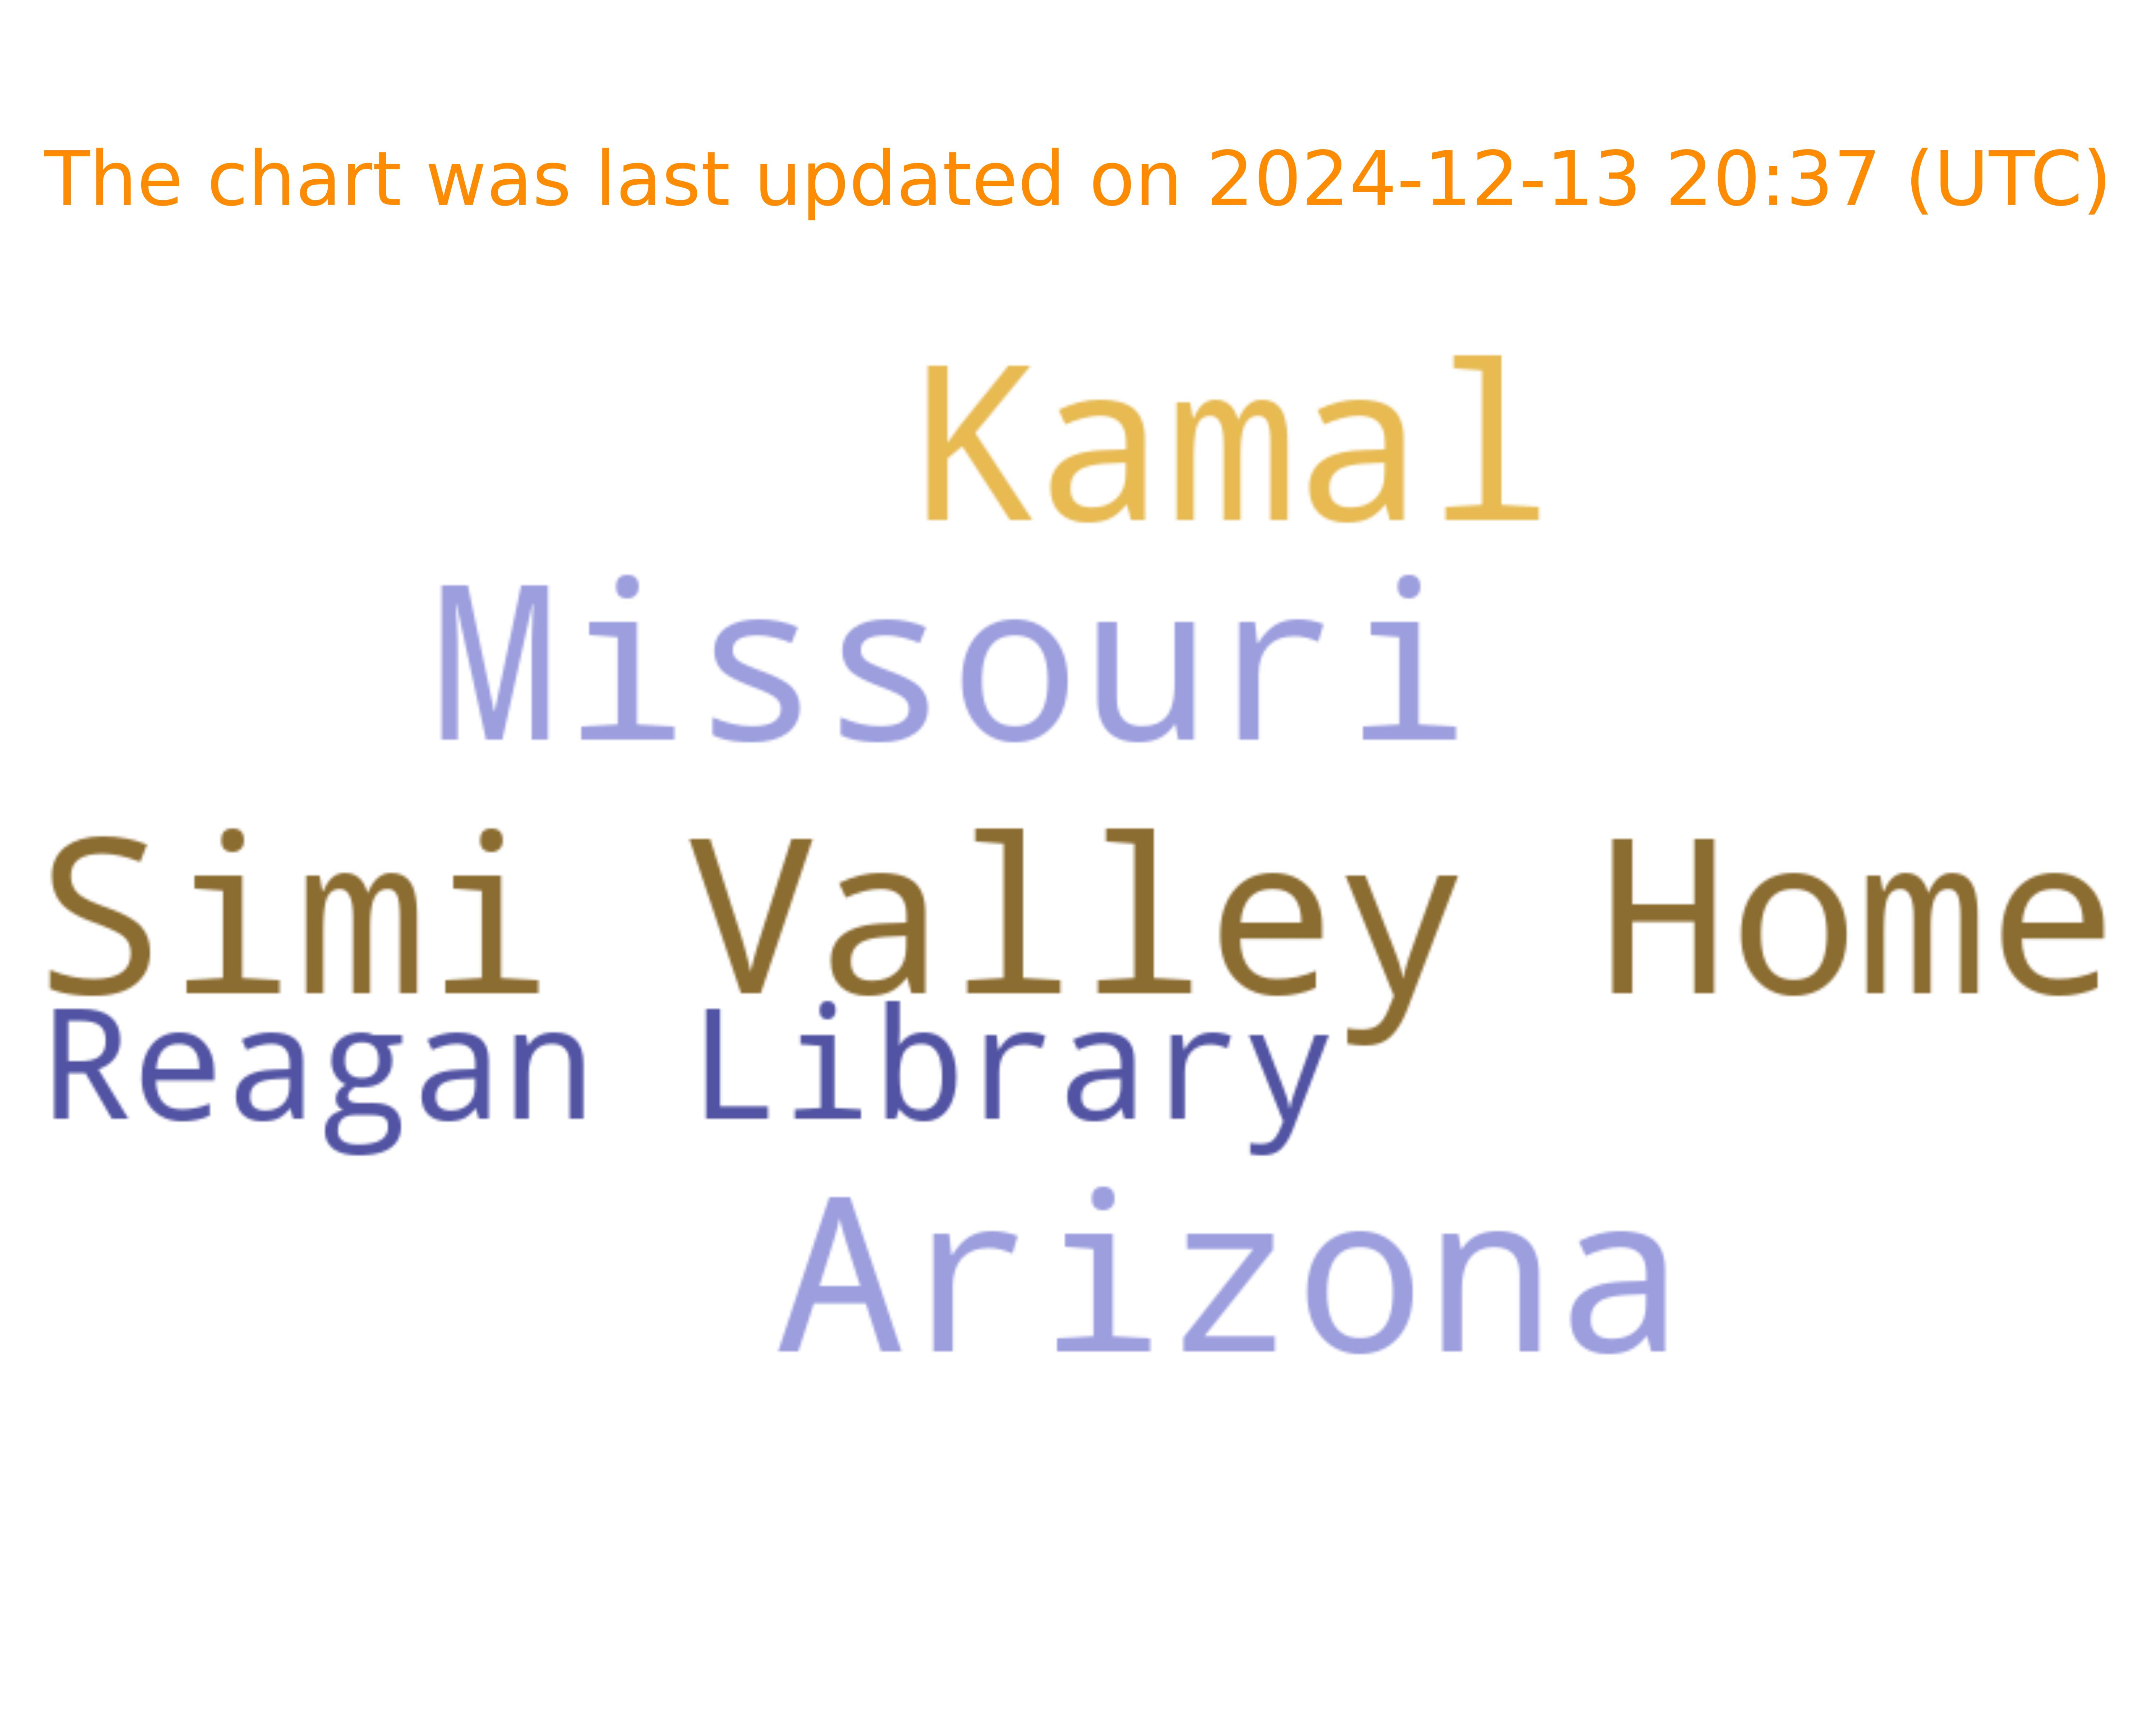 The chart was last updated on 2024-12-13 20:37 (UTC)
Kamal
Missouri
Simi Valley Home
Reagan Library
Arizona